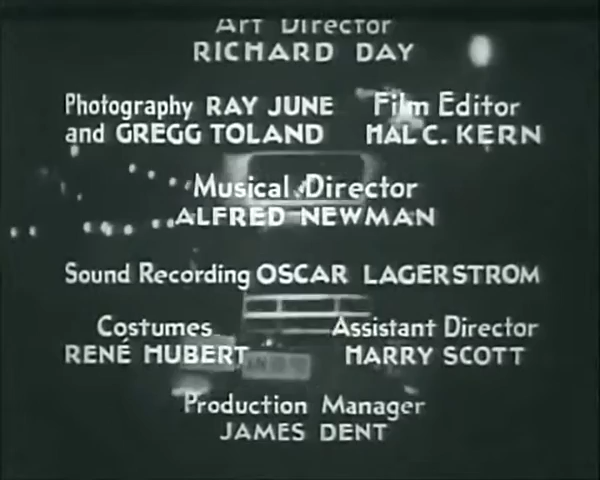 Art Director
RICHARD DAY
Photography RAY JUNE
and GREGG TOLAND
Film Editor
HAL C. KERN
Musical Director
ALFRED NEWMAN
Sound Recording OSCAR LAGERSTROM
Costumes
RENÉ HUBERT
Assistant Director
HARRY SCOTT
Production Manager
JAMES DENT